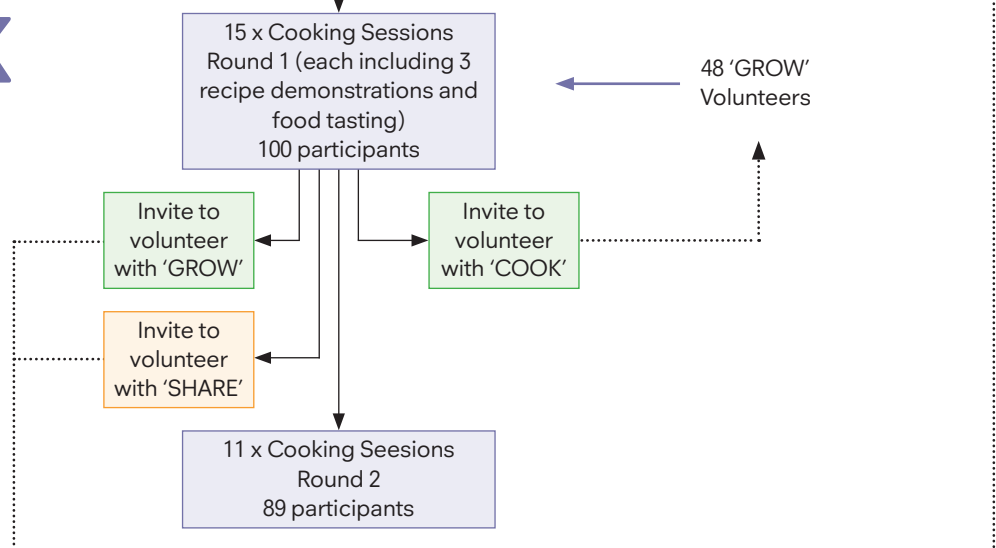 15 x Cooking Sessions
Round 1 (each including 3
recipe demonstrations and
food tasting)
100 participants
48 ‘GROW’
Volunteers
Invite to
volunteer
with ‘GROW’
Invite to
volunteer
with ‘COOK’
Invite to
volunteer
with ‘SHARE’
11 x Cooking Seesions
Round 2
89 participants